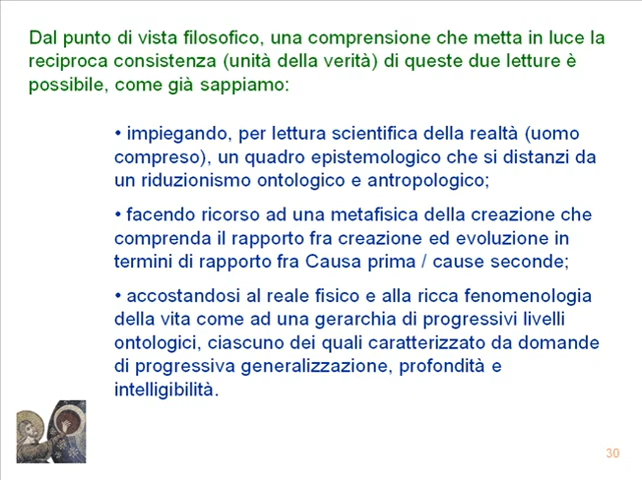 Dal punto di vista filosofico, una comprensione che metta in luce la
reciproca consistenza (unità della verità) di queste due letture è
possibile, come già sappiamo:
• impiegando, per lettura scientifica della realtà (uomo
compreso), un quadro epistemologico che si distanzi da
un riduzionismo ontologico e antropologico;
• facendo ricorso ad una metafisica della creazione che
comprenda il rapporto fra creazione ed evoluzione in
termini di rapporto fra Causa prima / cause seconde;
• accostandosi al reale fisico e alla ricca fenomenologia
della vita come ad una gerarchia di progressivi livelli
ontologici, ciascuno dei quali caratterizzato da domande
di progressiva generalizzazione, profondità e
intelligibilità.
30